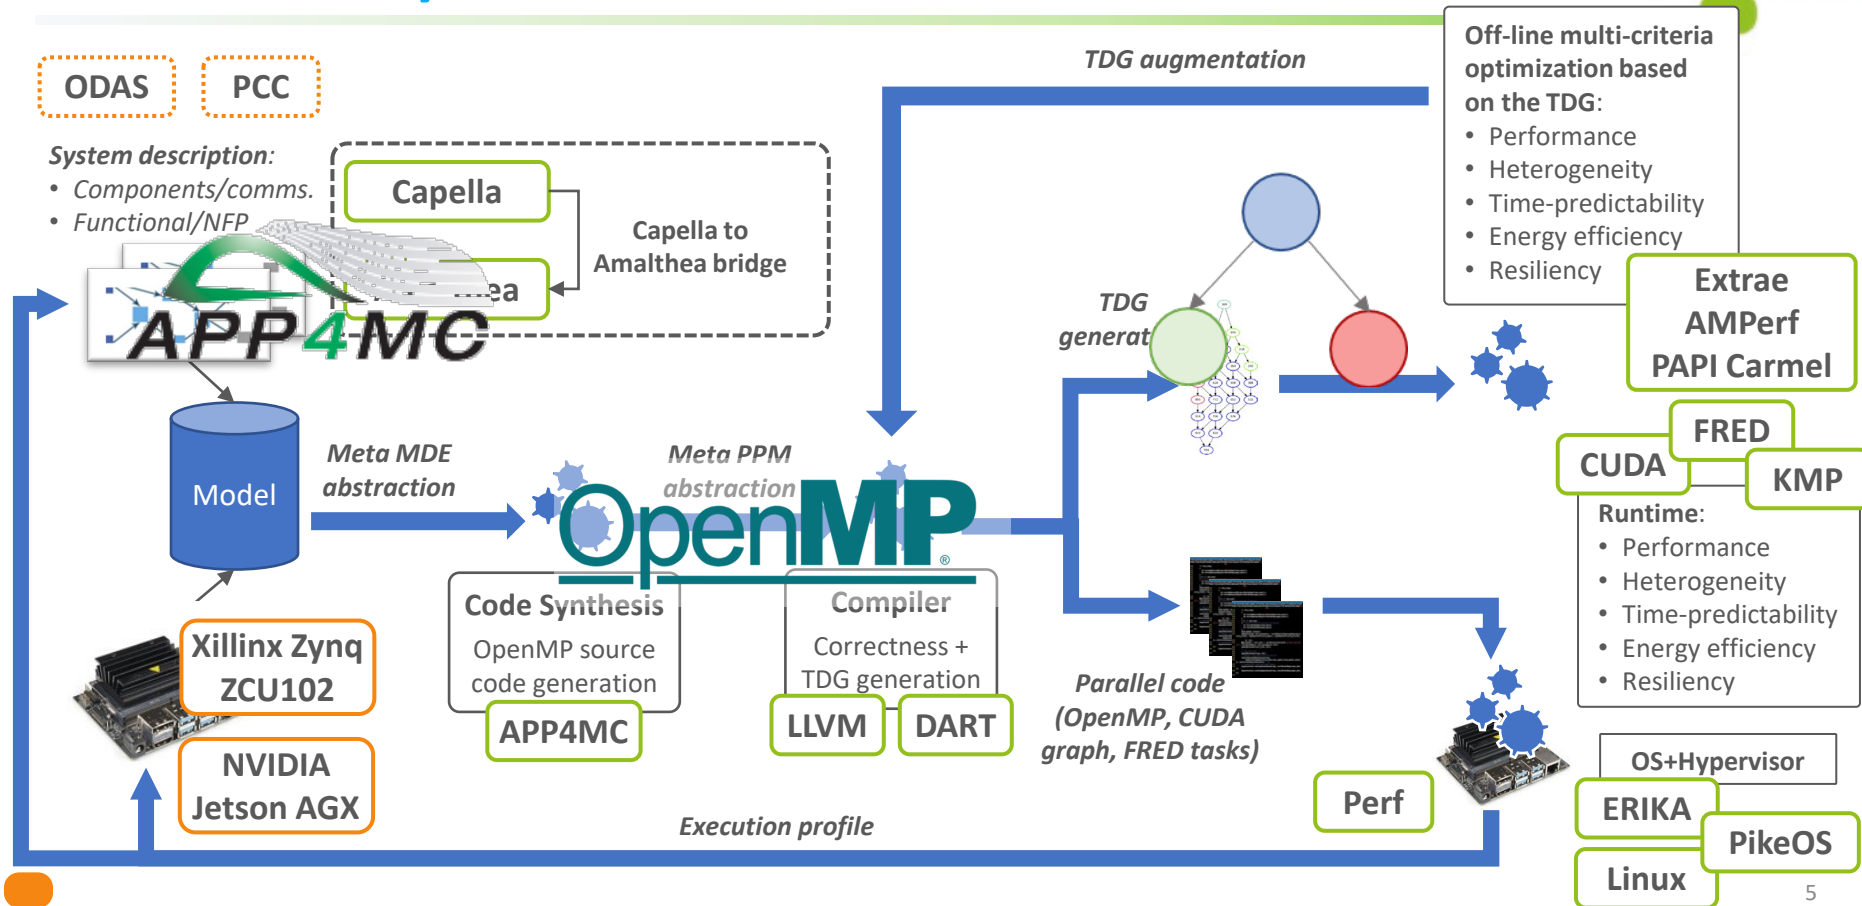 TDG augmentation
Off-line multi-criteria
optimization based
on the TDG:
• Performance
• Heterogeneity
• Time-predictability
• Energy efficiency
• Resiliency
ODAS
PCC
System description:
• Components/comms.
• Functional/NFP
Capella
ea
Capella to
Amalthea bridge
APP4MC
TDG
generat
Extrae
AMPerf
PAPI Carmel
FRED
CUDA
KMP
Model
Meta MDE
abstraction
Meta PPM
abstraction
OpenMP®
Runtime:
• Performance
• Heterogeneity
• Time-predictability
• Energy efficiency
• Resiliency
Code Synthesis
OpenMP source
code generation
APP4MC
Compiler
Correctness +
TDG generation
LLVM
DART
Xillinx Zynq
ZCU102
NVIDIA
Jetson AGX
Parallel code
(OpenMP, CUDA
graph, FRED tasks)
Perf
OS+Hypervisor
ERIKA
PikeOS
Linux
Execution profile
5